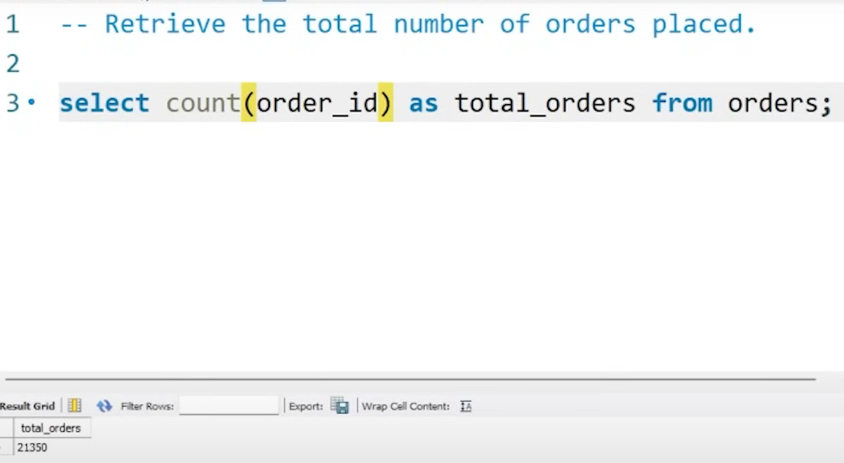 1 -- Retrieve the total number of orders placed.
2
3 select count(order_id) as total_orders from orders;
Result Grid Filter Rows: Export: Wrap Cell Content:
total_orders
21350